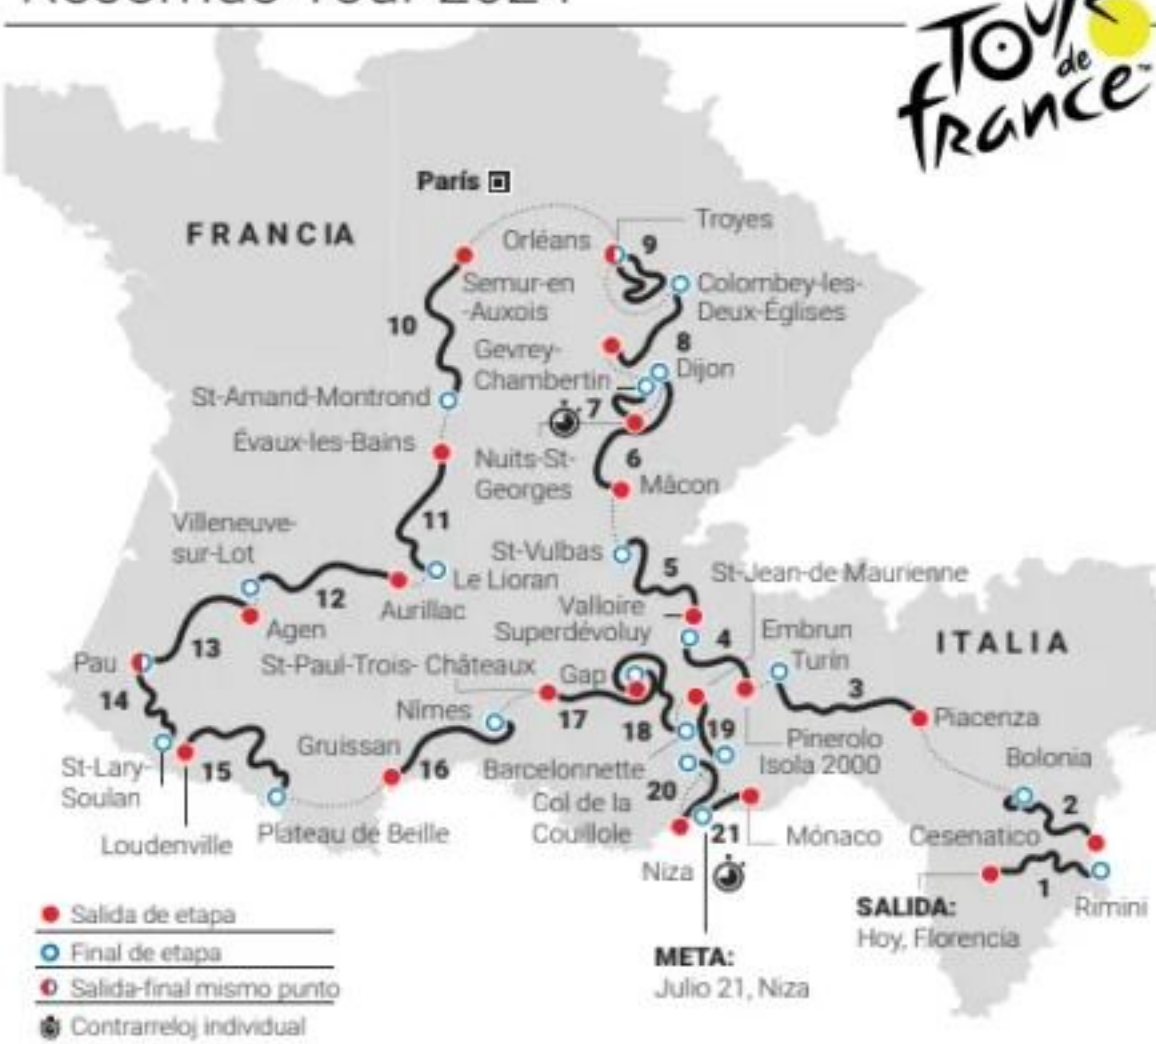 TOUR
de
france™
París
FRANCIA
Troyes
Orléans
9
Semur-en
-Auxois
Colombey-les-
Deux-Églises
10
8
Gevrey-
Chambertin
Dijon
St-Amand-Montrond
7
Évaux-les-Bains
Nuits-St-
Georges
6
Mâcon
Villeneuve-
sur-Lot
11
St-Vulbas
5
St-Jean-de Maurienne
Le Lioran
12
Aurillac
Valloire
Superdévoluy
4
Embrun
Turín
ITALIA
Agen
13
Pau
St-Paul-Trois- Châteaux
Gap
3
14
Nîmes
17
18
19
Piacenza
Gruissan
16
Pinerolo
Isola 2000
Bolonia
St-Lary-
Soulan
15
Barcelonnette
20
Col de la
Couillole
2
Loudenville
Plateau de Beille
21
Mónaco
Cesenatico
Niza
1
Rimini
SALIDA:
Hoy, Florencia
META:
Julio 21, Niza
Salida de etapa
Final de etapa
Salida-final mismo punto
Contrarreloj individual